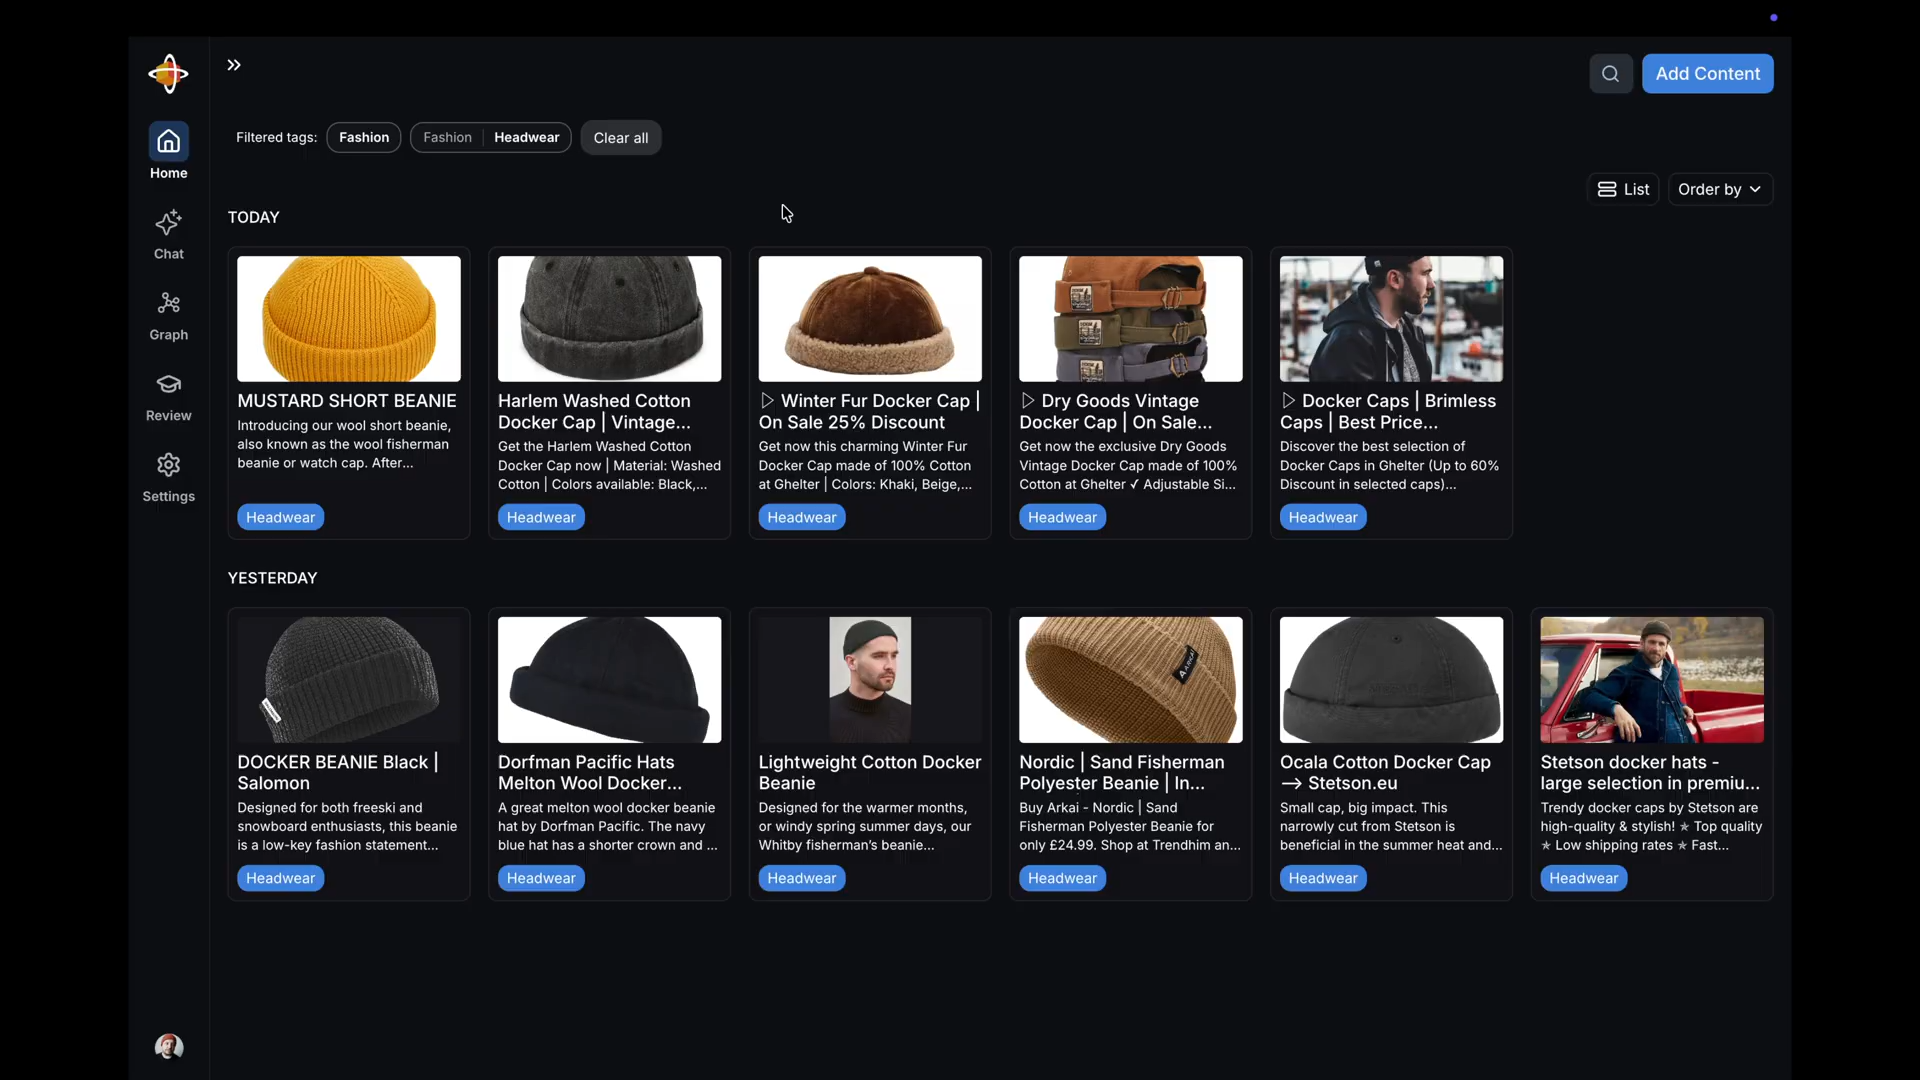 Add Content
Filtered tags: Fashion Fashion | Headwear Clear all
Home
List Order by
TODAY
Chat
Graph
Review
Settings
MUSTARD SHORT BEANIE
Introducing our wool short beanie,
also known as the wool fisherman
beanie or watch cap. After...
Headwear
Harlem Washed Cotton
Docker Cap | Vintage...
Get the Harlem Washed Cotton
Docker Cap now | Material: Washed
Cotton | Colors available: Black,...
Headwear
▷ Winter Fur Docker Cap |
On Sale 25% Discount
Get now this charming Winter Fur
Docker Cap made of 100% Cotton
at Ghelter | Colors: Khaki, Beige,...
Headwear
▷ Dry Goods Vintage
Docker Cap | On Sale...
Get now the exclusive Dry Goods
Vintage Docker Cap made of 100%
Cotton at Ghelter ✓ Adjustable Si...
Headwear
▷ Docker Caps | Brimless
Caps | Best Price...
Discover the best selection of
Docker Caps in Ghelter (Up to 60%
Discount in selected caps)...
Headwear
YESTERDAY
DOCKER BEANIE Black |
Salomon
Designed for both freeski and
snowboard enthusiasts, this beanie
is a low-key fashion statement...
Headwear
Dorfman Pacific Hats
Melton Wool Docker...
A great melton wool docker beanie
hat by Dorfman Pacific. The navy
blue hat has a shorter crown and ...
Headwear
Lightweight Cotton Docker
Beanie
Designed for the warmer months,
or windy spring summer days, our
Whitby fisherman's beanie...
Headwear
ARKAI
Nordic | Sand Fisherman
Polyester Beanie | In...
Buy Arkai - Nordic | Sand
Fisherman Polyester Beanie for
only £24.99. Shop at Trendhim an...
Headwear
Ocala Cotton Docker Cap
--> Stetson.eu
Small cap, big impact. This
narrowly cut from Stetson is
beneficial in the summer heat and...
Headwear
Stetson docker hats -
large selection in premiu...
Trendy docker caps by Stetson are
high-quality & stylish! ★ Top quality
★ Low shipping rates ★ Fast...
Headwear